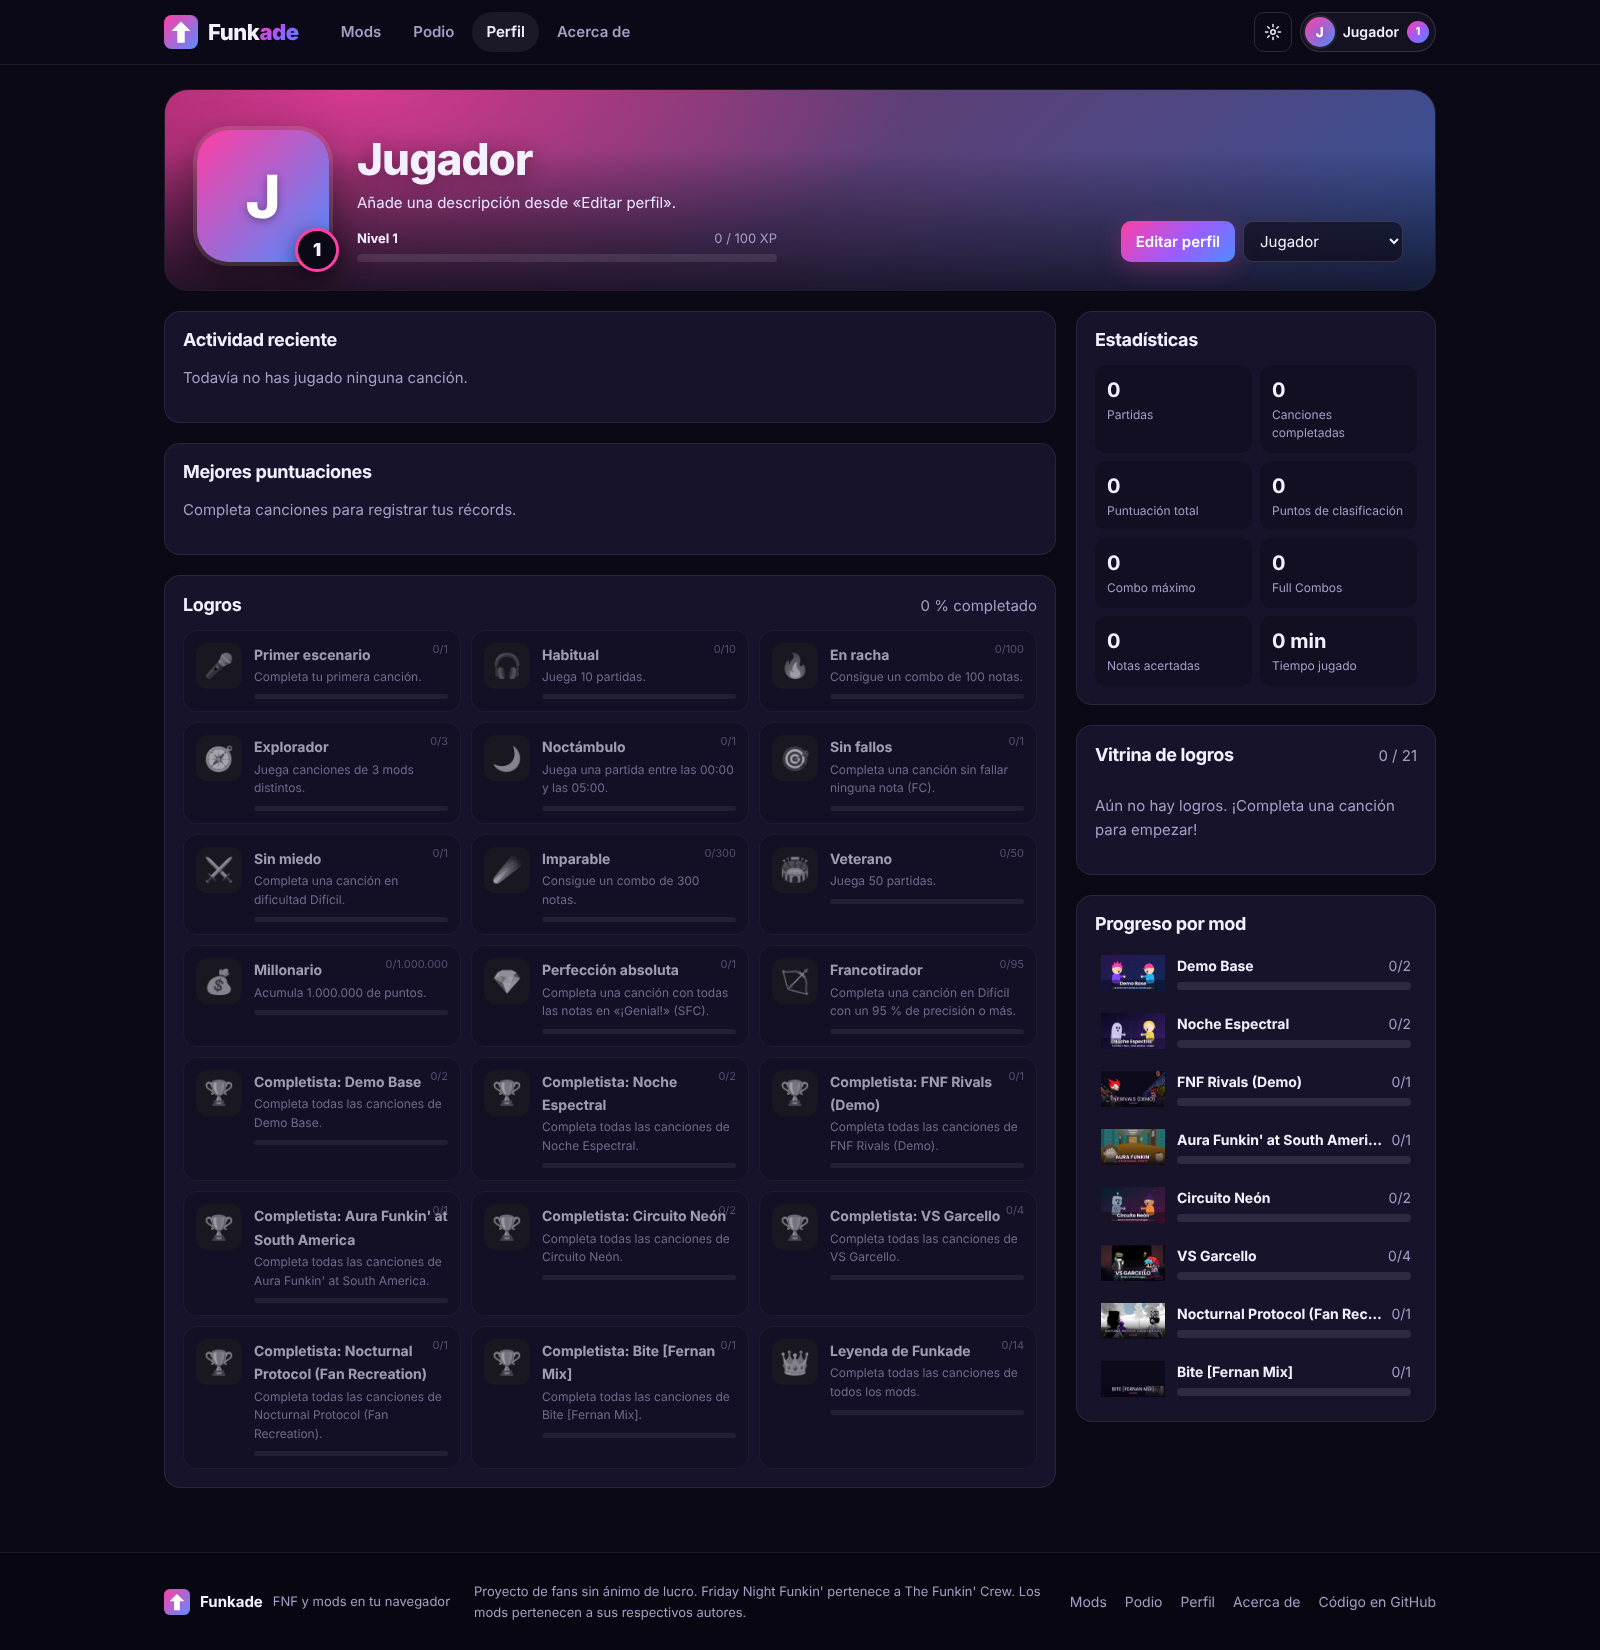 Funkade
Mods
Podio
Perfil
Acerca de
J
Jugador
1
J
1
Jugador
Añade una descripción desde «Editar perfil».
Nivel 1
0 / 100 XP
Editar perfil
Jugador
Actividad reciente
Todavía no has jugado ninguna canción.
Mejores puntuaciones
Completa canciones para registrar tus récords.
Logros
0 % completado
Primer escenario
0/1
Completa tu primera canción.
Habitual
0/10
Juega 10 partidas.
En racha
0/100
Consigue un combo de 100 notas.
Explorador
0/3
Juega canciones de 3 mods
distintos.
Noctámbulo
0/1
Juega una partida entre las 00:00
y las 05:00.
Sin fallos
0/1
Completa una canción sin fallar
ninguna nota (FC).
Sin miedo
0/1
Completa una canción en
dificultad Difícil.
Imparable
0/300
Consigue un combo de 300
notas.
Veterano
0/50
Juega 50 partidas.
Millonario
0/1.000.000
Acumula 1.000.000 de puntos.
Perfección absoluta
0/1
Completa una canción con todas
las notas en «¡Genial!» (SFC).
Francotirador
0/95
Completa una canción en Difícil
con un 95 % de precisión o más.
Completista: Demo Base
0/2
Completa todas las canciones de
Demo Base.
Completista: Noche
Espectral
0/2
Completa todas las canciones de
Noche Espectral.
Completista: FNF Rivals
(Demo)
0/1
Completa todas las canciones de
FNF Rivals (Demo).
Completista: Aura Funkin' at
South America
0/1
Completa todas las canciones de
Aura Funkin' at South America.
Completista: Circuito Neón
0/2
Completa todas las canciones de
Circuito Neón.
Completista: VS Garcello
0/4
Completa todas las canciones de
VS Garcello.
Completista: Nocturnal
Protocol (Fan Recreation)
0/1
Completa todas las canciones de
Nocturnal Protocol (Fan
Recreation).
Completista: Bite [Fernan
Mix]
0/1
Completa todas las canciones de
Bite [Fernan Mix].
Leyenda de Funkade
0/14
Completa todas las canciones de
todos los mods.
Estadísticas
0
Partidas
0
Canciones
completadas
0
Puntuación total
0
Puntos de clasificación
0
Combo máximo
0
Full Combos
0
Notas acertadas
0 min
Tiempo jugado
Vitrina de logros
0 / 21
Aún no hay logros. ¡Completa una canción
para empezar!
Progreso por mod
Demo Base
Demo Base
0/2
Noche Espectral
Noche Espectral
0/2
FNF RIVALS (DEMO)
FNF Rivals (Demo)
0/1
AURA FUNKIN
Aura Funkin' at South Ameri...
0/1
Circuito Neón
Circuito Neón
0/2
VS GARCELLO
VS Garcello
0/4
Nocturnal Protocol (Fan Rec...
0/1
BITE [FERNAN MIX]
Bite [Fernan Mix]
0/1
Funkade
FNF y mods en tu navegador
Proyecto de fans sin ánimo de lucro. Friday Night Funkin' pertenece a The Funkin' Crew. Los
mods pertenecen a sus respectivos autores.
Mods
Podio
Perfil
Acerca de
Código en GitHub